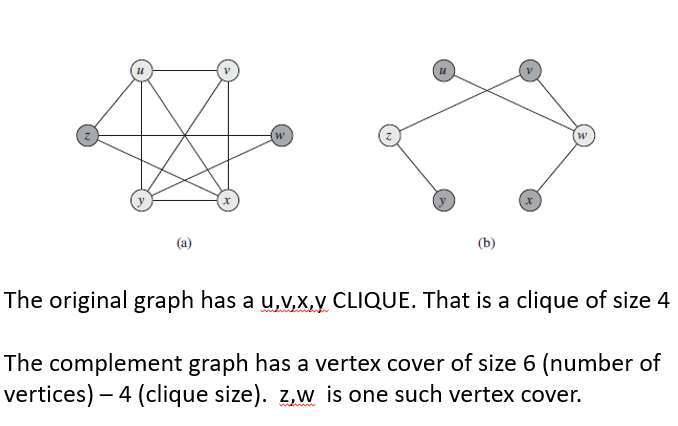 u v
z w
y x
(a)
u v
z w
y x
(b)
The original graph has a u,v,x,y CLIQUE. That is a clique of size 4
The complement graph has a vertex cover of size 6 (number of
vertices) – 4 (clique size). z,w is one such vertex cover.